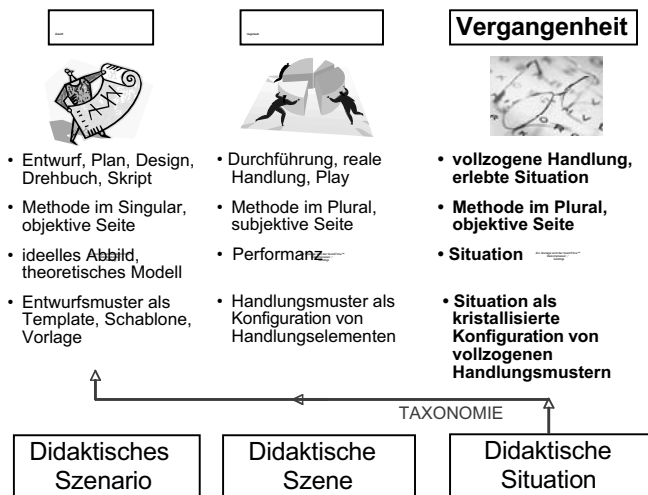 Vergangenheit
• Entwurf, Plan, Design,
Drehbuch, Skript
• Methode im Singular,
objektive Seite
• ideelles Abbild,
theoretisches Modell
• Entwurfsmuster als
Template, Schablone,
Vorlage
• Durchführung, reale
Handlung, Play
• Methode im Plural,
subjektive Seite
• Performanz
• Handlungsmuster als
Konfiguration von
Handlungselementen
• vollzogene Handlung,
erlebte Situation
• Methode im Plural,
objektive Seite
• Situation
• Situation als
kristallisierte
Konfiguration von
vollzogenen
Handlungsmustern
TAXONOMIE
Didaktisches
Szenario
Didaktische
Szene
Didaktische
Situation